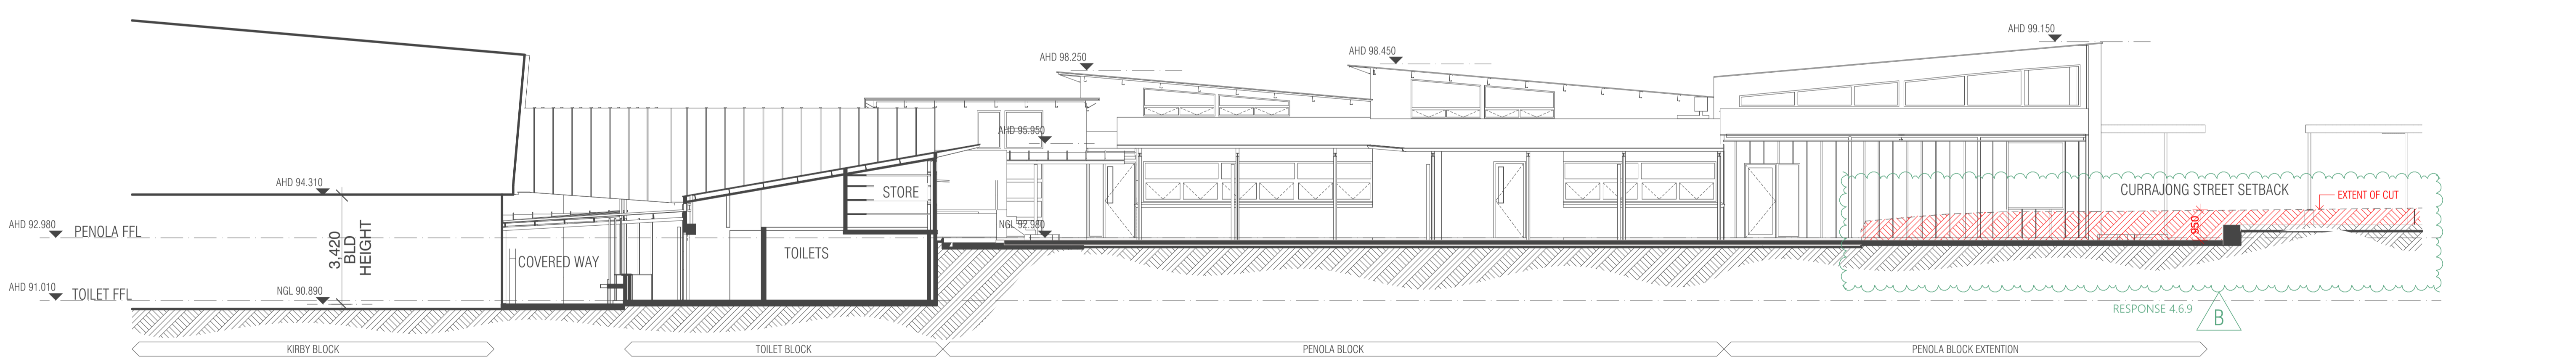 AHD 99.150
AHD 98.450
AHD 98.250
AHD 95.950
AHD 94.310
STORE
CURRAJONG STREET SETBACK
EXTENT OF CUT
AHD 92.980
PENOLA FFL
3,420
BLD
HEIGHT
NGL 92.980
950
COVERED WAY
TOILETS
AHD 91.010
TOILET FFL
NGL 90.890
RESPONSE 4.6.9
B
KIRBY BLOCK
TOILET BLOCK
PENOLA BLOCK
PENOLA BLOCK EXTENTION